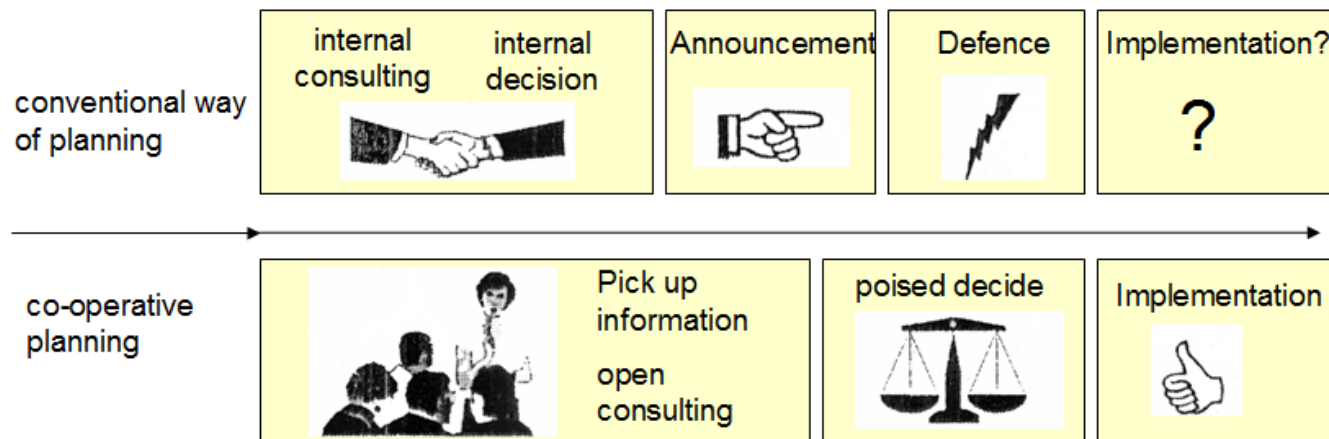 conventional way
of planning
internal
consulting
internal
decision
Announcement
Defence
Implementation?
?
co-operative
planning
Pick up
information
open
consulting
poised decide
Implementation